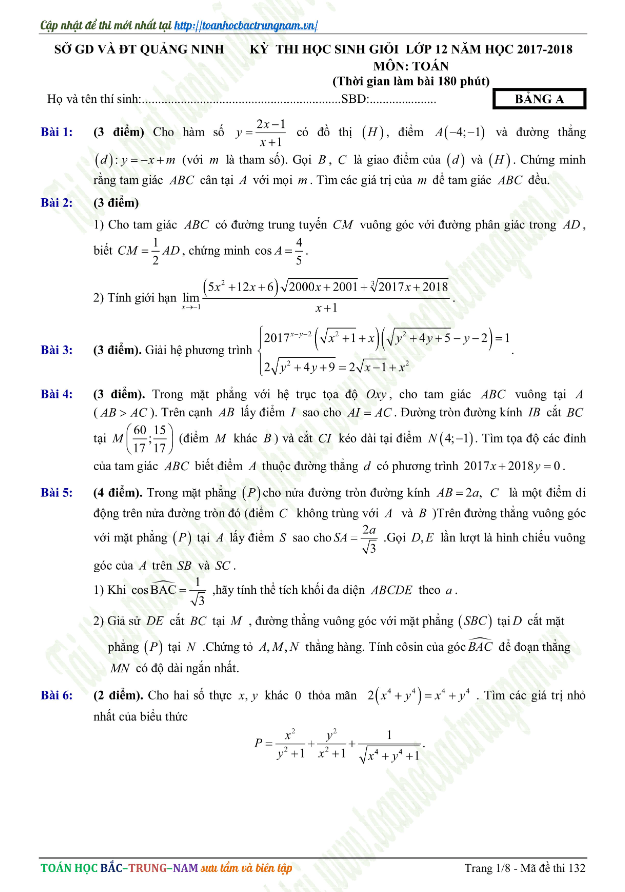 Cập nhật đề thi mới nhất tại http://toanhocbactrungnam.vn/
SỞ GD VÀ ĐT QUẢNG NINH KỲ THI HỌC SINH GIỎI LỚP 12 NĂM HỌC 2017-2018
MÔN: TOÁN
(Thời gian làm bài 180 phút)
Họ và tên thí sinh:..............................................................SBD:.....................
BẢNG A
Bài 1: (3 điểm) Cho hàm số $y=\frac{2x-1}{x+1}$ có đồ thị $(H)$, điểm $A(-4;-1)$ và đường thẳng
$(d): y=-x+m$ (với $m$ là tham số). Gọi $B$, $C$ là giao điểm của $(d)$ và $(H)$. Chứng minh
rằng tam giác $ABC$ cân tại $A$ với mọi $m$. Tìm các giá trị của $m$ để tam giác $ABC$ đều.
Bài 2: (3 điểm)
1) Cho tam giác $ABC$ có đường trung tuyến $CM$ vuông góc với đường phân giác trong $AD$,
biết $CM=\frac{1}{2}AD$, chứng minh $\cos A=\frac{4}{5}$.
2) Tính giới hạn $\lim_{x\to -1}\frac{(5x^2+12x+6)\sqrt{2000x+2001}-\sqrt[3]{2017x+2018}}{x+1}$.
Bài 3: (3 điểm). Giải hệ phương trình $\begin{cases}2017^{x-y-2}(\sqrt{x^2+1}+x)(\sqrt{y^2+4y+5}-y-2)=1\\2\sqrt{y^2+4y+9}=2\sqrt{x-1}+x^2\end{cases}$.
Bài 4: (3 điểm). Trong mặt phẳng với hệ trục tọa độ $Oxy$, cho tam giác $ABC$ vuông tại $A$
($AB>AC$). Trên cạnh $AB$ lấy điểm $I$ sao cho $AI=AC$. Đường tròn đường kính $IB$ cắt $BC$
tại $M\left(\frac{60}{17};\frac{15}{17}\right)$ (điểm $M$ khác $B$) và cắt $CI$ kéo dài tại điểm $N(4;-1)$. Tìm tọa độ các đỉnh
của tam giác $ABC$ biết điểm $A$ thuộc đường thẳng $d$ có phương trình $2017x+2018y=0$.
Bài 5: (4 điểm). Trong mặt phẳng $(P)$ cho nửa đường tròn đường kính $AB=2a$, $C$ là một điểm di
động trên nửa đường tròn đó (điểm $C$ không trùng với $A$ và $B$ )Trên đường thẳng vuông góc
với mặt phẳng $(P)$ tại $A$ lấy điểm $S$ sao cho $SA=\frac{2a}{\sqrt{3}}$ .Gọi $D,E$ lần lượt là hình chiếu vuông
góc của $A$ trên $SB$ và $SC$.
1) Khi $\cos\widehat{BAC}=\frac{1}{\sqrt{3}}$ ,hãy tính thể tích khối đa diện $ABCDE$ theo $a$.
2) Giả sử $DE$ cắt $BC$ tại $M$ , đường thẳng vuông góc với mặt phẳng $(SBC)$ tại D cắt mặt
phẳng $(P)$ tại $N$ .Chứng tỏ $A,M,N$ thẳng hàng. Tính côsin của góc $\widehat{BAC}$ để đoạn thẳng
$MN$ có độ dài ngắn nhất.
Bài 6: (2 điểm). Cho hai số thực $x,y$ khác 0 thỏa mãn $2(x^4+y^4)=x^4+y^4$ . Tìm các giá trị nhỏ
nhất của biểu thức
$P=\frac{x^2}{y^2+1}+\frac{y^2}{x^2+1}+\frac{1}{\sqrt{x^4+y^4+1}}$.
TOÁN HỌC BẮC–TRUNG–NAM sưu tầm và biên tập Trang 1/8 - Mã đề thi 132